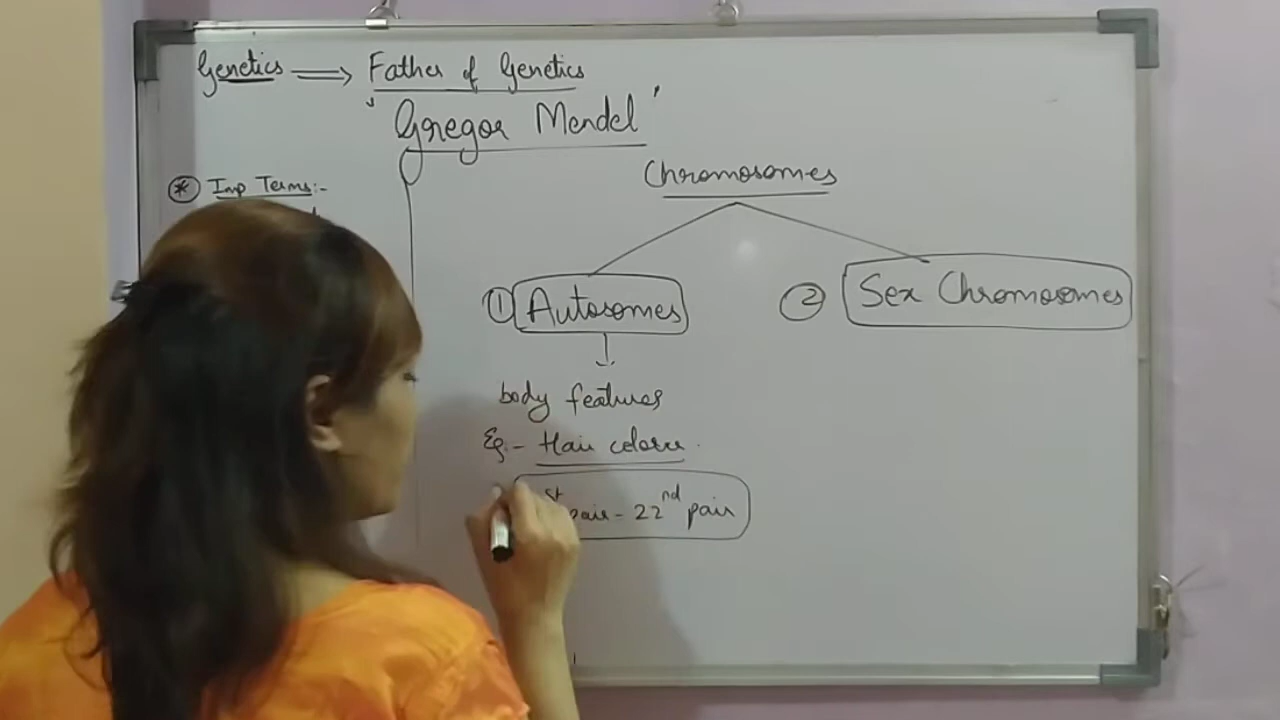 Genetics ⟹ Father of Genetics
' Gregor Mendel '
Chromosomes
* Imp Terms:-
① Autosomes
② Sex Chromosomes
body features
Eg:- Hair colour
st pair - 22nd pair